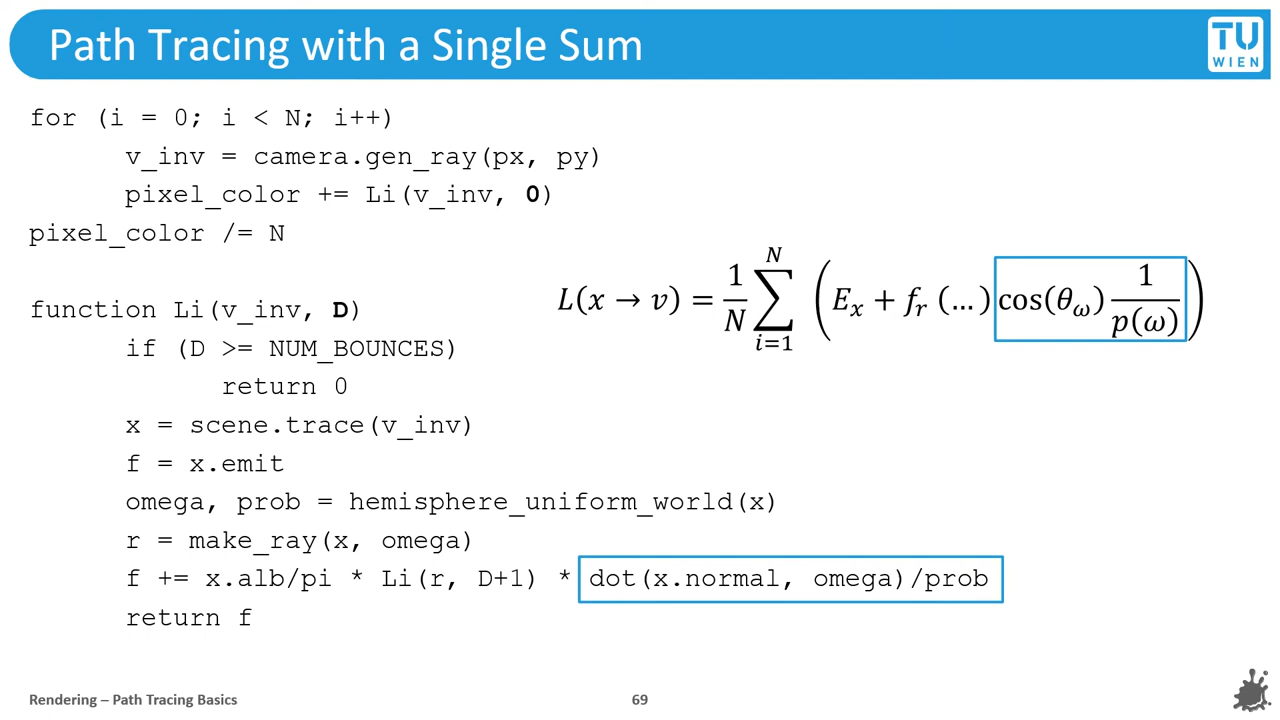 Path Tracing with a Single Sum
TU
WIEN
for (i = 0; i < N; i++)
v_inv = camera.gen_ray(px, py)
pixel_color += Li(v_inv, 0)
pixel_color /= N
L(x → v) = 1/N ∑_{i=1}^{N} (E_x + f_r (…) cos(θ_ω) 1/p(ω))
function Li(v_inv, D)
if (D >= NUM_BOUNCES)
return 0
x = scene.trace(v_inv)
f = x.emit
omega, prob = hemisphere_uniform_world(x)
r = make_ray(x, omega)
f += x.alb/pi * Li(r, D+1) * dot(x.normal, omega)/prob
return f
Rendering – Path Tracing Basics
69